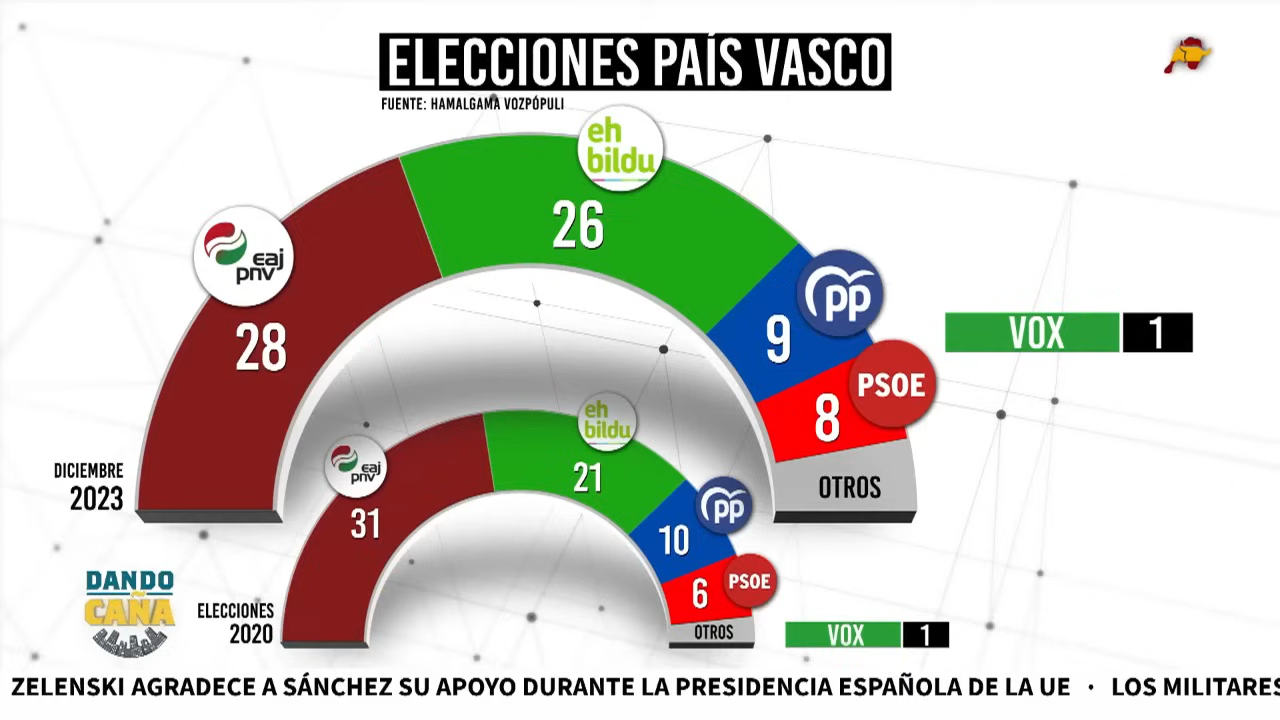 ELECCIONES PAÍS VASCO
FUENTE: HAMALGAMA VOZPÓPULI
eh
bildu
26
eaj
pnv
28
pp
9
VOX 1
PSOE
8
OTROS
DICIEMBRE
2023
eh
bildu
21
eaj
pnv
31
pp
10
PSOE
6
OTROS
VOX 1
DANDO
CAÑA
ELECCIONES
2020
ZELENSKI AGRADECE A SÁNCHEZ SU APOYO DURANTE LA PRESIDENCIA ESPAÑOLA DE LA UE · LOS MILITARES